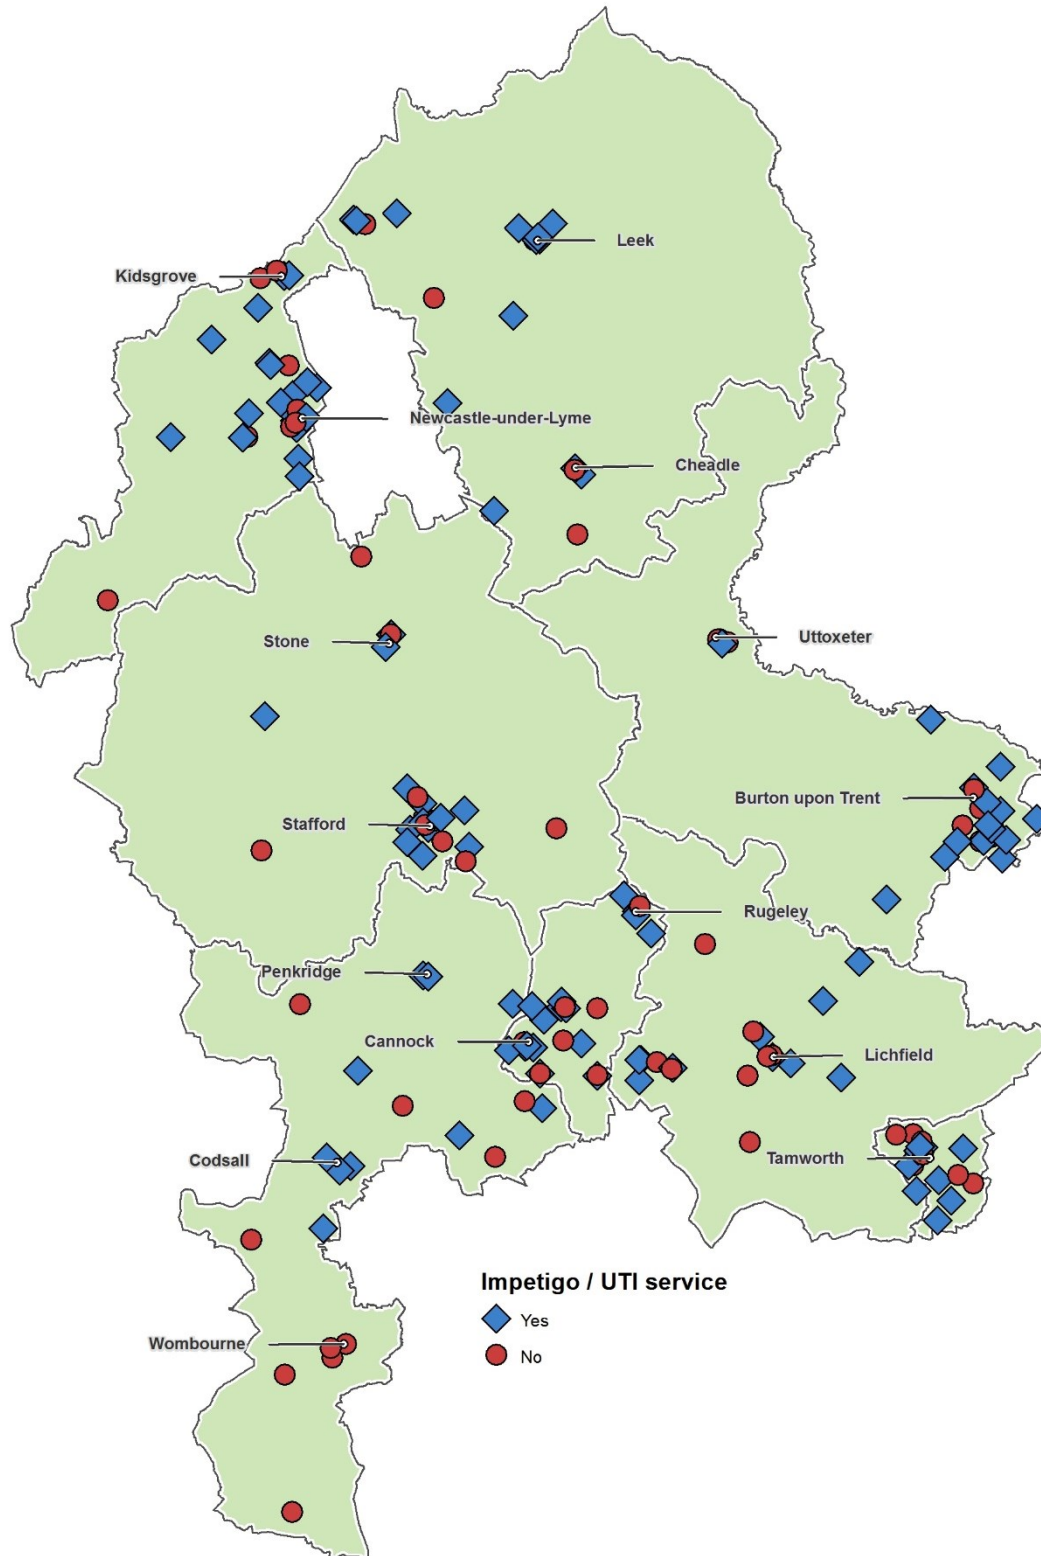 Leek
Kidsgrove
Newcastle-under-Lyme
Cheadle
Stone
Uttoxeter
Burton upon Trent
Stafford
Rugeley
Penkridge
Cannock
Lichfield
Codsall
Tamworth
Impetigo / UTI service
Yes
Wombourne
No